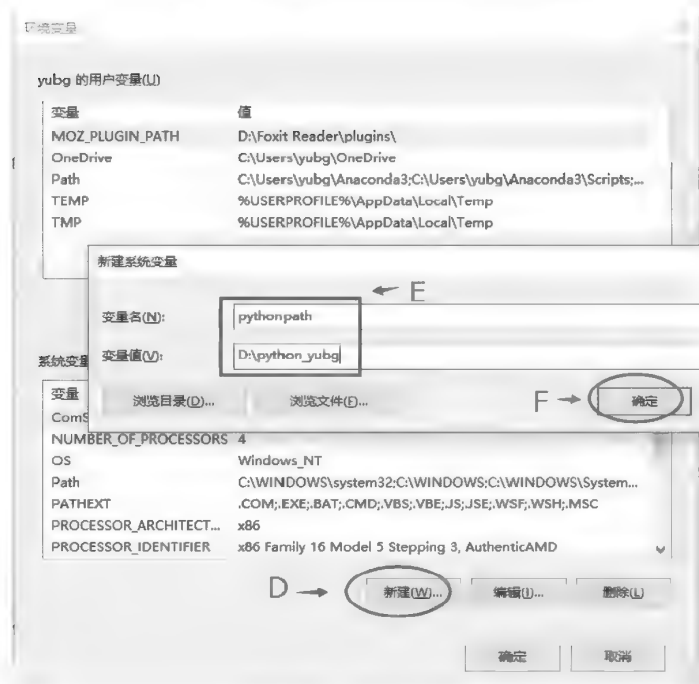 环境变量
yubg 的用户变量(U)
变量 值
MOZ_PLUGIN_PATH D:\Foxit Reader\plugins\
OneDrive C:\Users\yubg\OneDrive
Path C:\Users\yubg\Anaconda3;C:\Users\yubg\Anaconda3\Scripts;...
TEMP %USERPROFILE%\AppData\Local\Temp
TMP %USERPROFILE%\AppData\Local\Temp
新建系统变量
E
变量名(N): pythonpath
变量值(V): D:\python_yubg
浏览目录(D)... 浏览文件(F)... F 确定
系统变量
变量
ComS
NUMBER_OF_PROCESSORS 4
OS Windows_NT
Path C:\WINDOWS\system32;C:\WINDOWS;C:\WINDOWS\System...
PATHEXT .COM;.EXE;.BAT;.CMD;.VBS;.VBE;.JS;.JSE;.WSF;.WSH;.MSC
PROCESSOR_ARCHITECT... x86
PROCESSOR_IDENTIFIER x86 Family 16 Model 5 Stepping 3, AuthenticAMD
D 新建(W)... 编辑(I)... 删除(L)
确定 取消